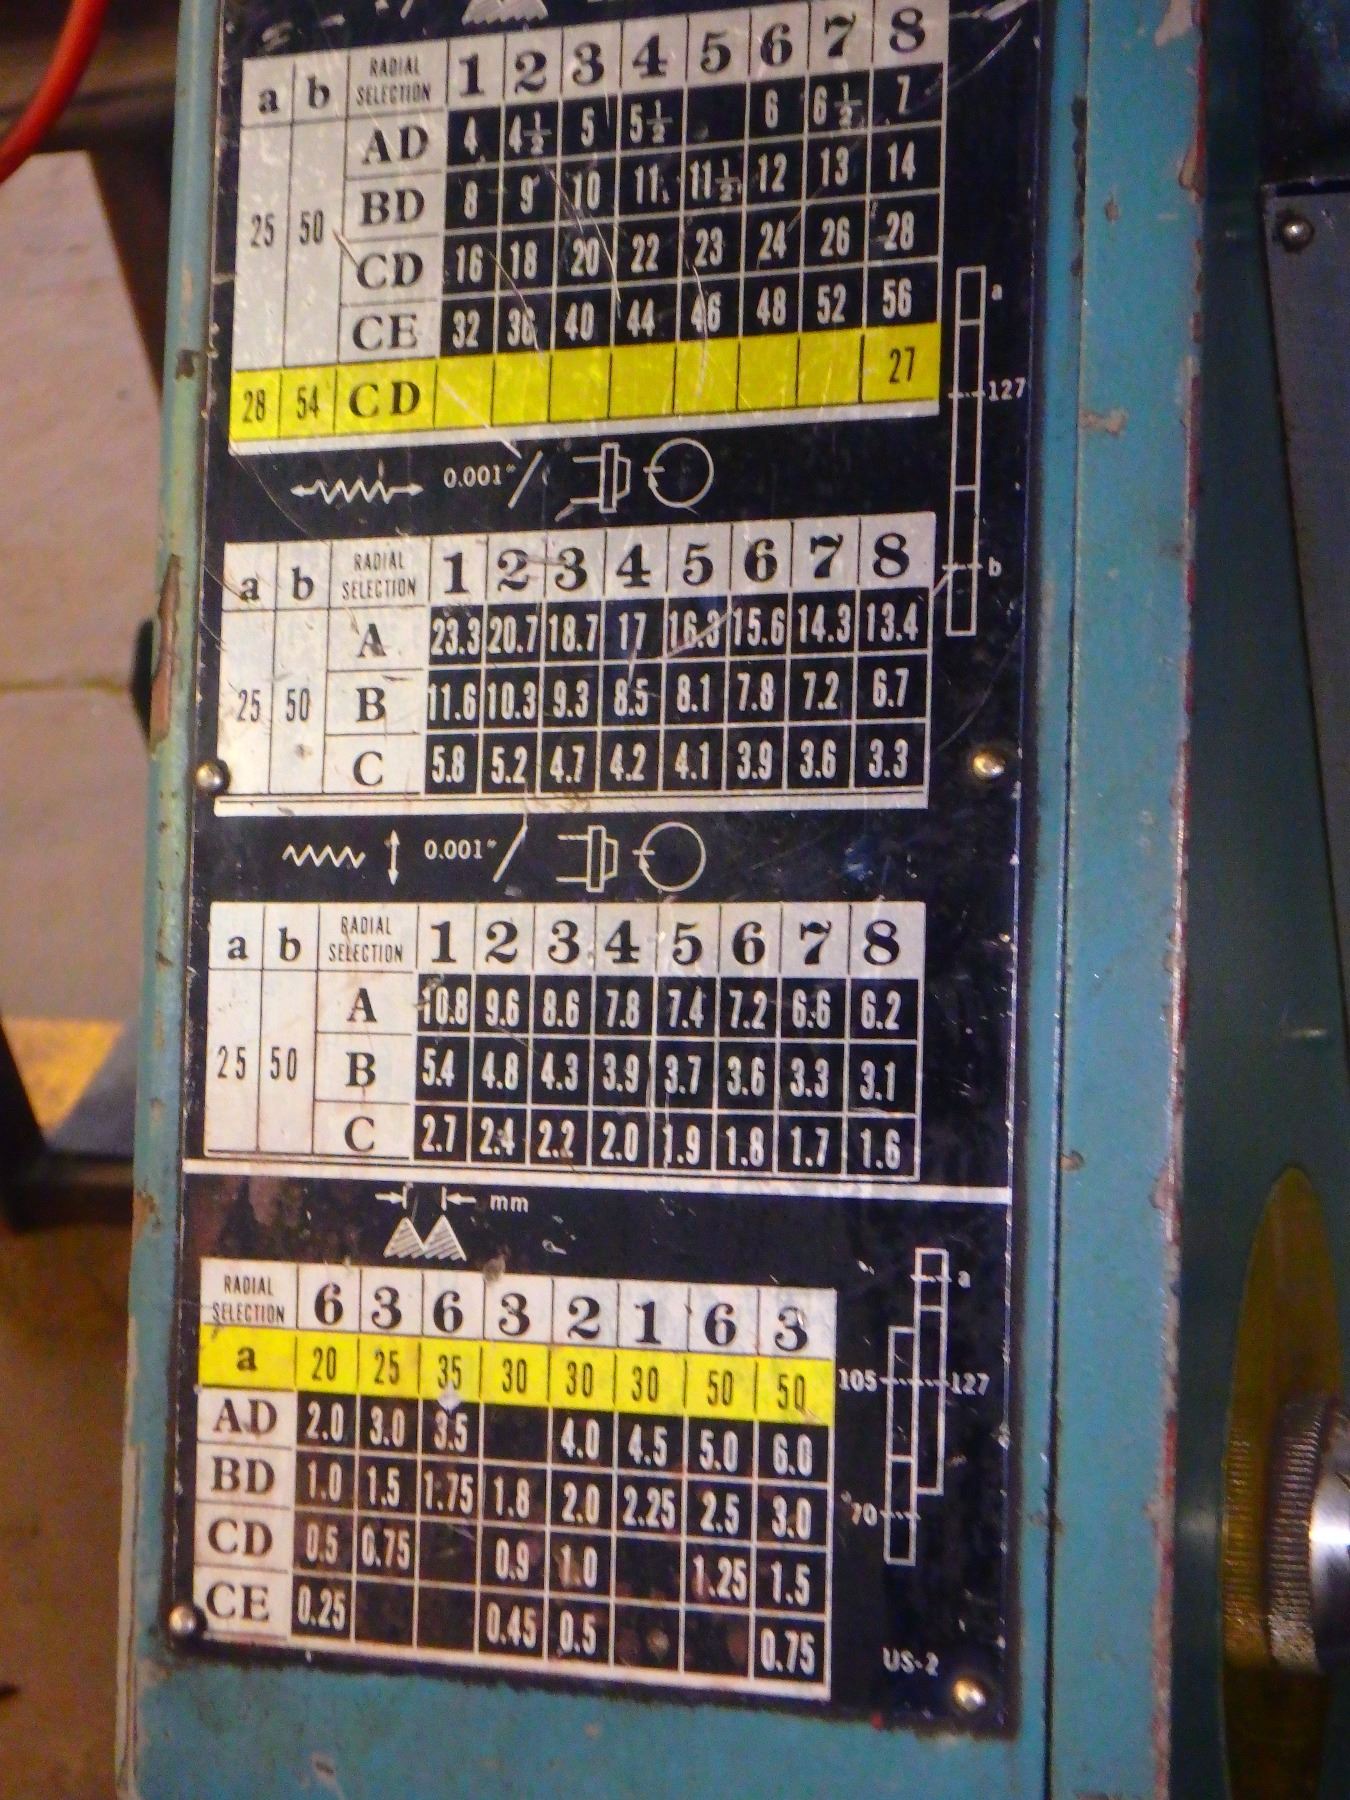 a b RADIAL SELECTION 1 2 3 4 5 6 7 8
25 50 AD 4 4½ 5 5½ 6 6½ 7
BD 8 9 10 11 11½ 12 13 14
CD 16 18 20 22 23 24 26 28
CE 32 36 40 44 46 48 52 56
28 54 CD 27
a
127
b
0.001"/
a b RADIAL SELECTION 1 2 3 4 5 6 7 8
25 50 A 23.3 20.7 18.7 17 16.3 15.6 14.3 13.4
B 11.6 10.3 9.3 8.5 8.1 7.8 7.2 6.7
C 5.8 5.2 4.7 4.2 4.1 3.9 3.6 3.3
0.001"/
a b RADIAL SELECTION 1 2 3 4 5 6 7 8
25 50 A 10.8 9.6 8.6 7.8 7.4 7.2 6.6 6.2
B 5.4 4.8 4.3 3.9 3.7 3.6 3.3 3.1
C 2.7 2.4 2.2 2.0 1.9 1.8 1.7 1.6
mm
RADIAL SELECTION 6 3 6 3 2 1 6 3
a 20 25 35 30 30 30 50 50
AD 2.0 3.0 3.5 4.0 4.5 5.0 6.0
BD 1.0 1.5 1.75 1.8 2.0 2.25 2.5 3.0
CD 0.5 0.75 0.9 1.0 1.25 1.5
CE 0.25 0.45 0.5 0.75
a
105 127
70
US-2